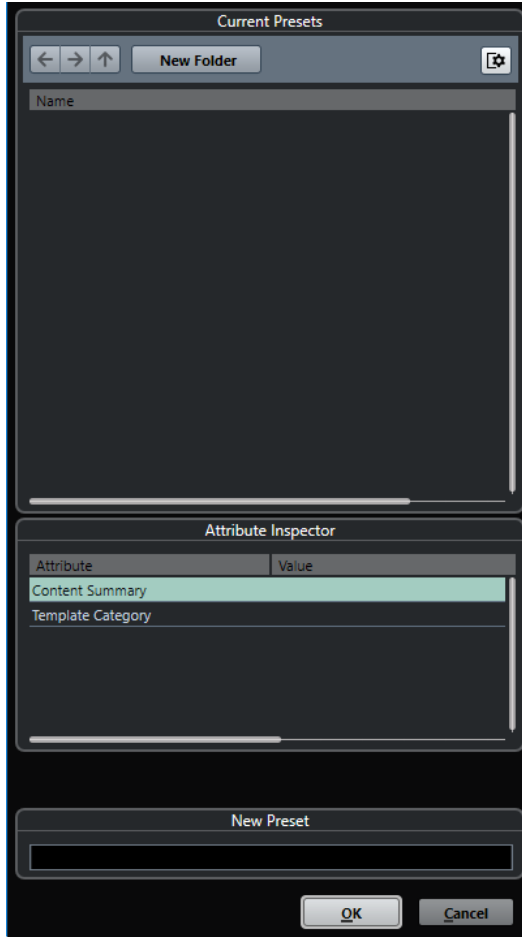 Current Presets
New Folder
Name
Attribute Inspector
Attribute Value
Content Summary
Template Category
New Preset
OK Cancel